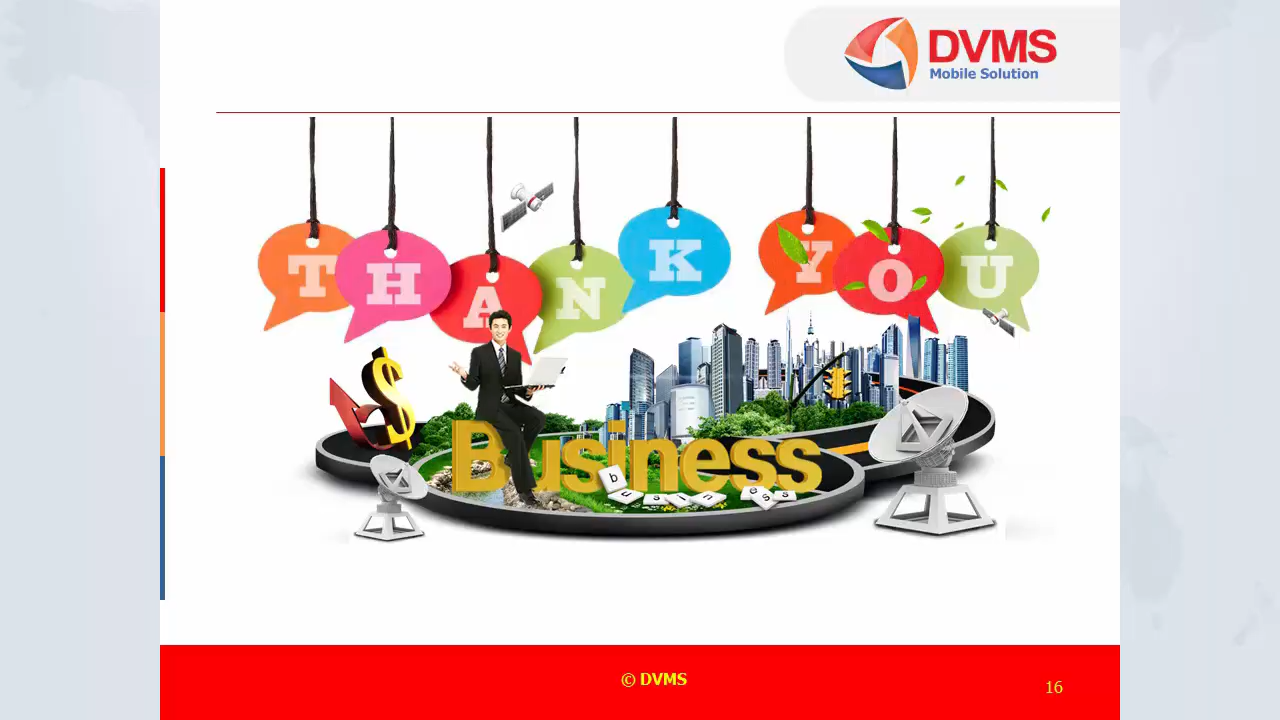 DVMS
Mobile Solution
THANK YOU
Business
business
© DVMS
16